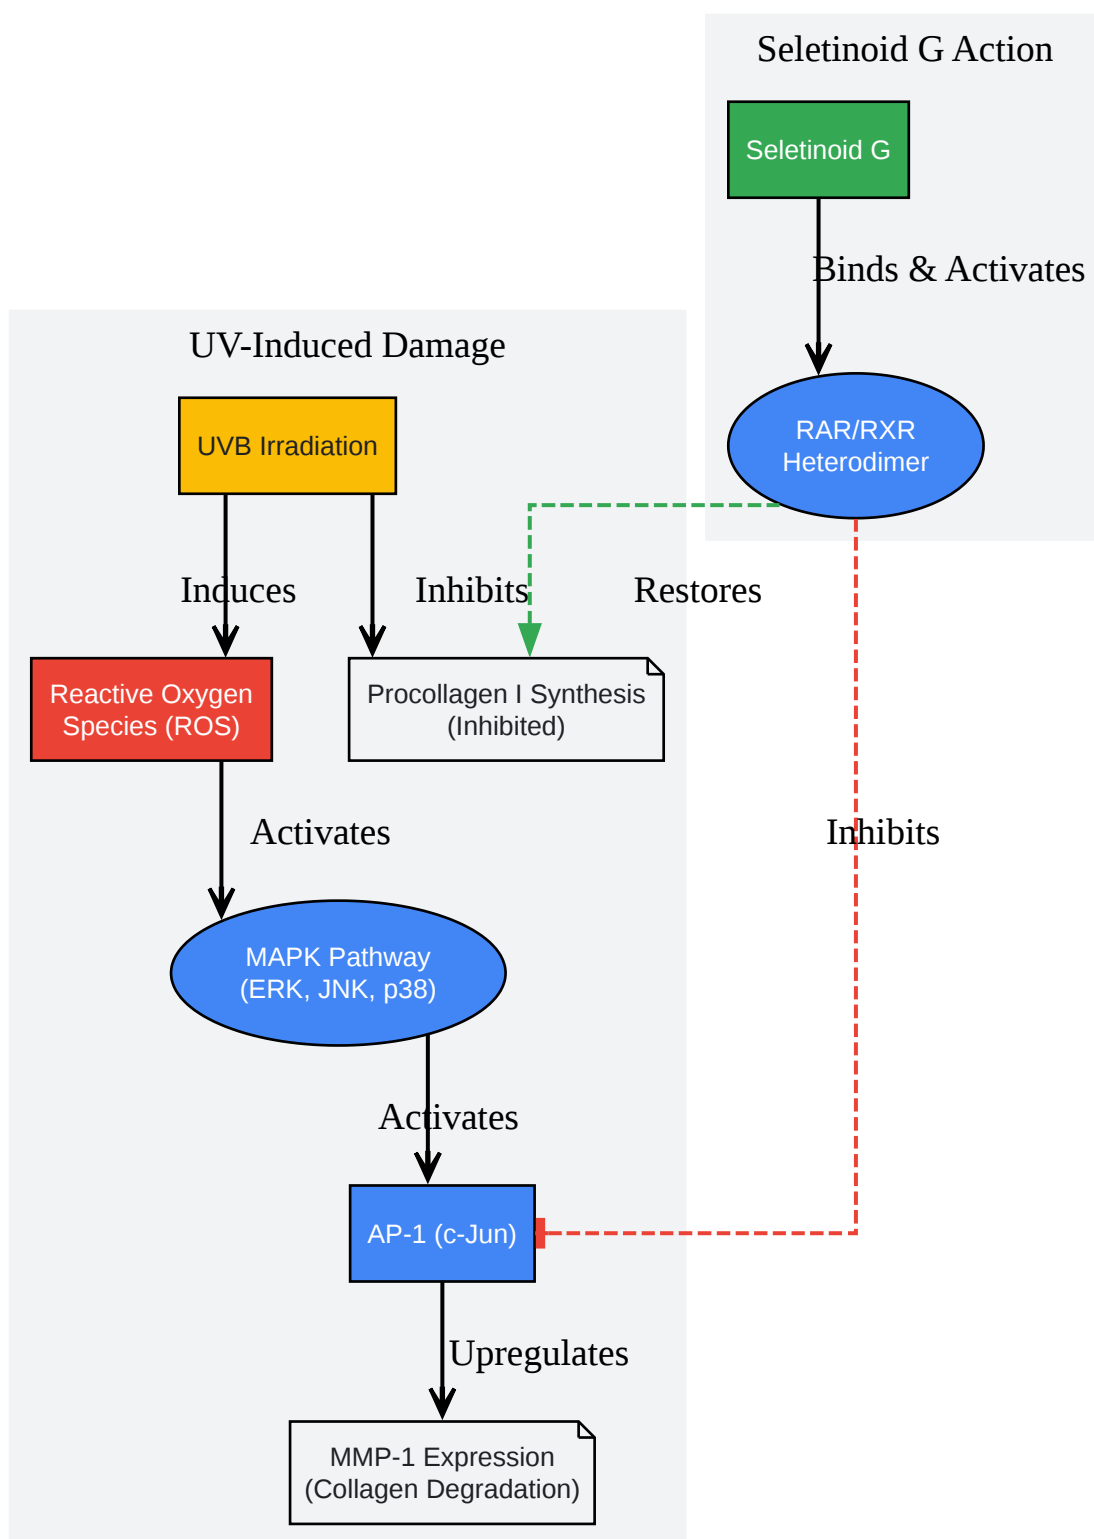 Seletinoid G Action
Seletinoid G
Binds & Activates
UV-Induced Damage
UVB Irradiation
RAR/RXR
Heterodimer
Induces
Inhibits
Restores
Reactive Oxygen
Species (ROS)
Procollagen I Synthesis
(Inhibited)
Activates
Inhibits
MAPK Pathway
(ERK, JNK, p38)
Activates
AP-1 (c-Jun)
Upregulates
MMP-1 Expression
(Collagen Degradation)